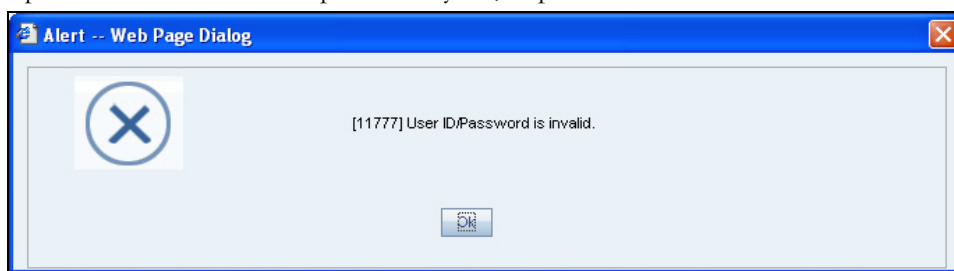 Alert -- Web Page Dialog
[11777] User ID/Password is invalid.
Ok